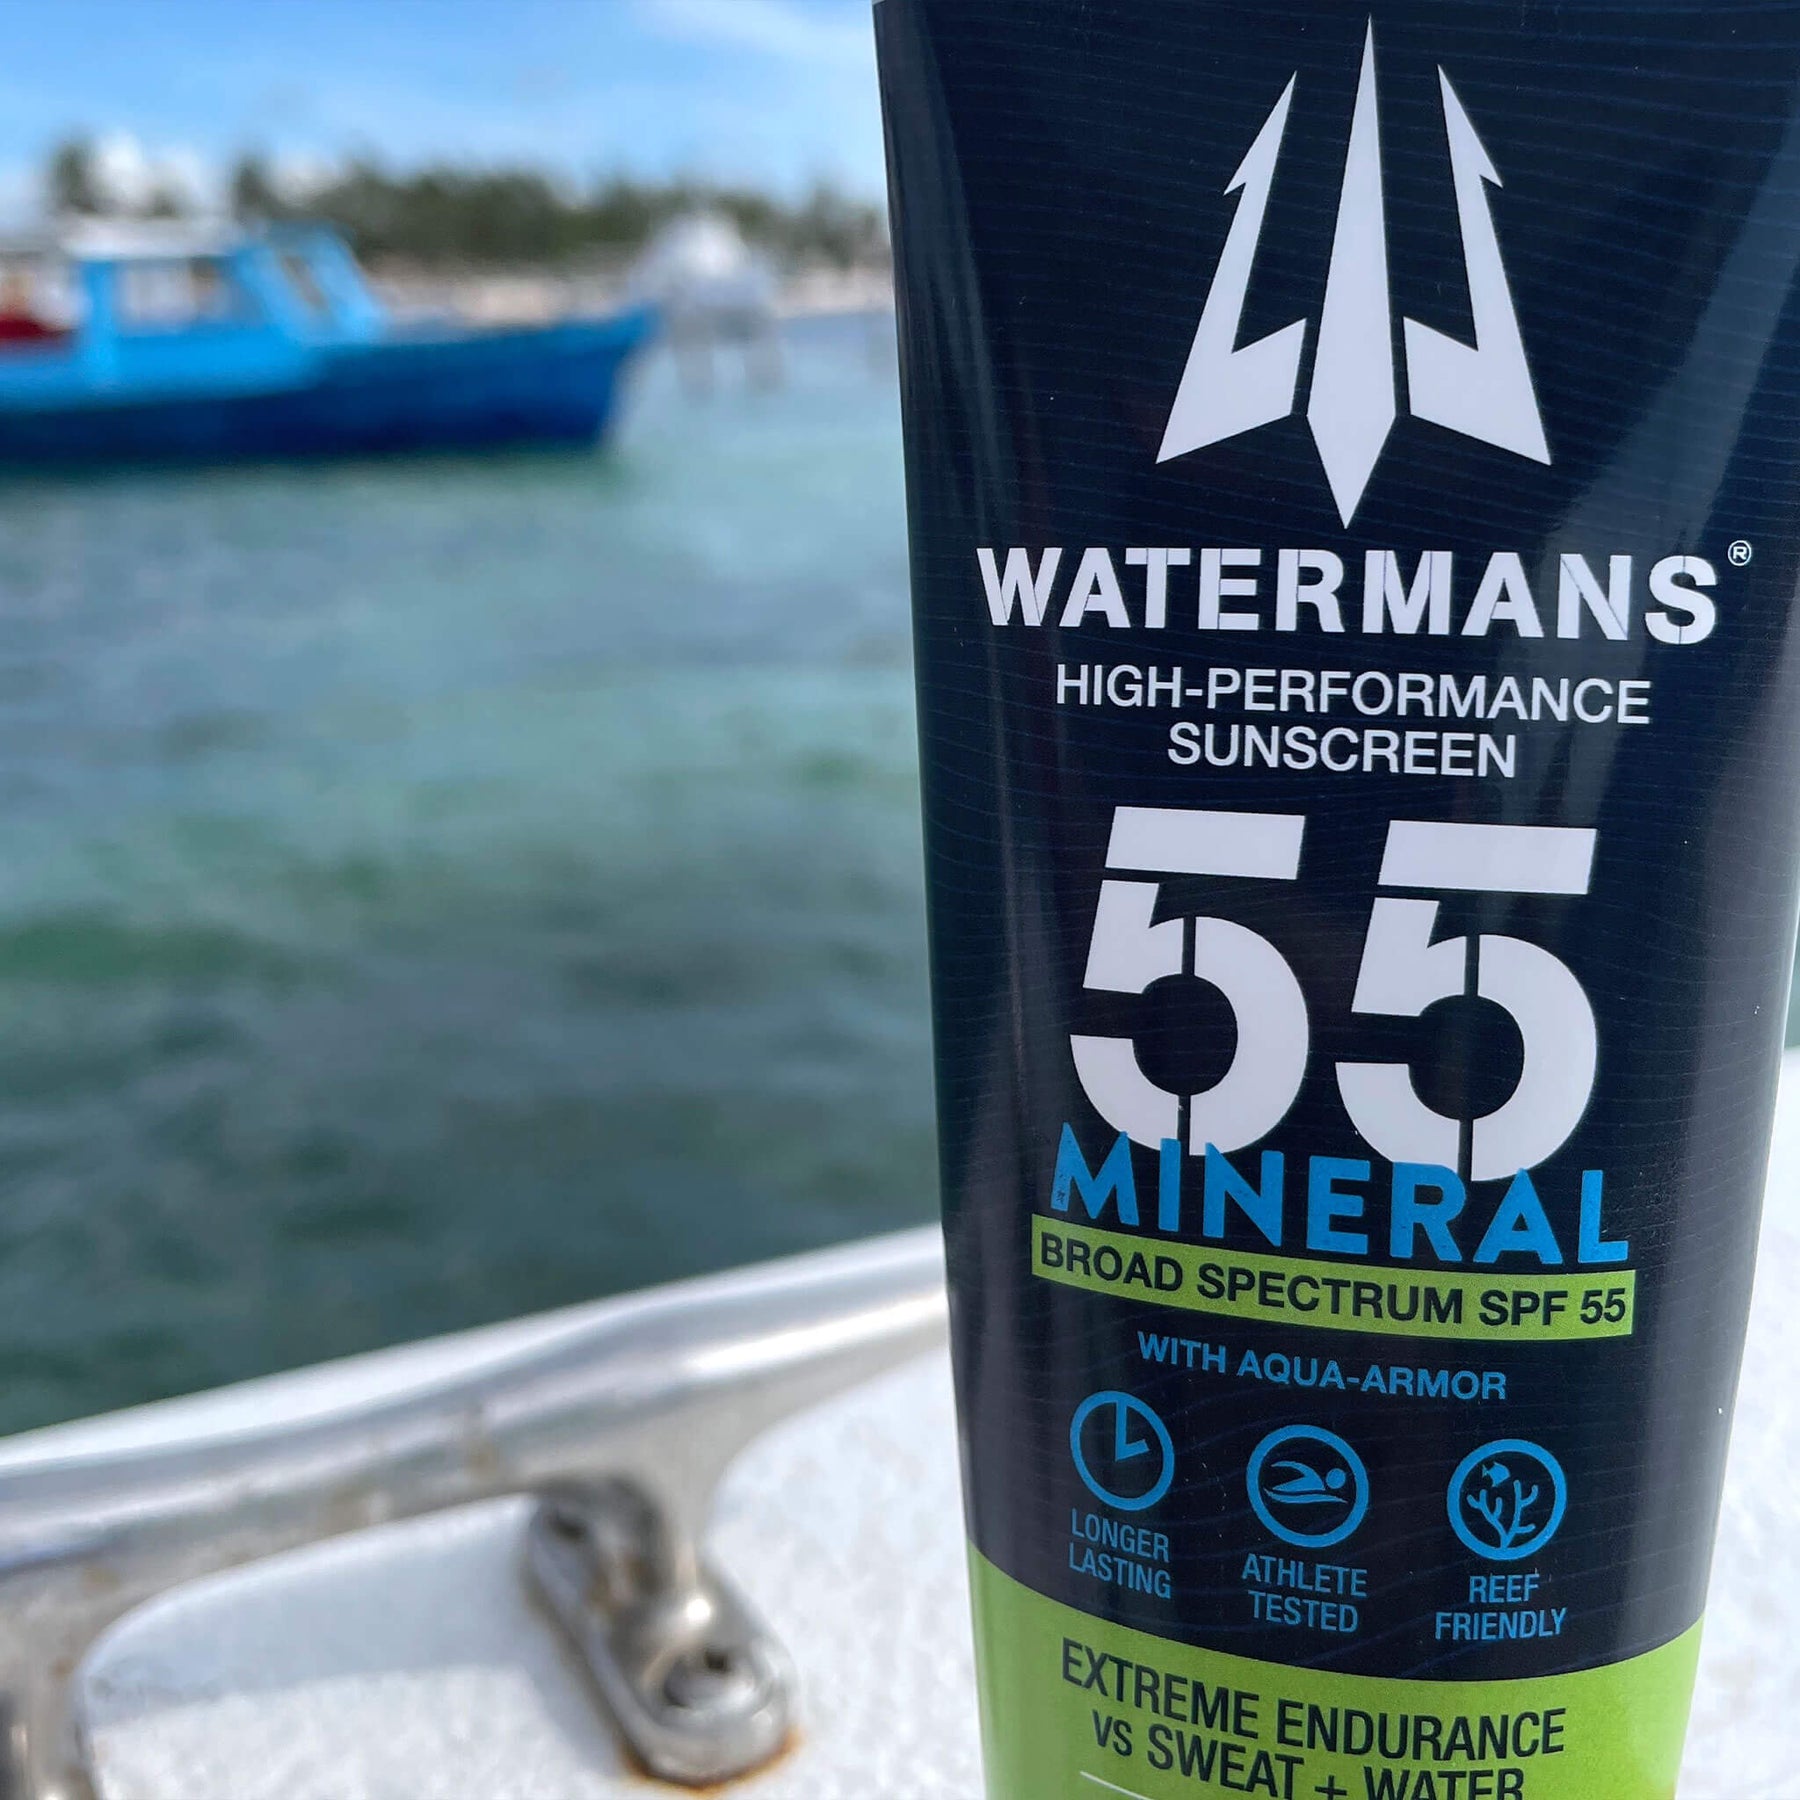 WATERMANS®
HIGH-PERFORMANCE
SUNSCREEN
55
MINERAL
BROAD SPECTRUM SPF 55
WITH AQUA-ARMOR
LONGER
LASTING
ATHLETE
TESTED
REEF
FRIENDLY
EXTREME ENDURANCE
VS SWEAT + WATER